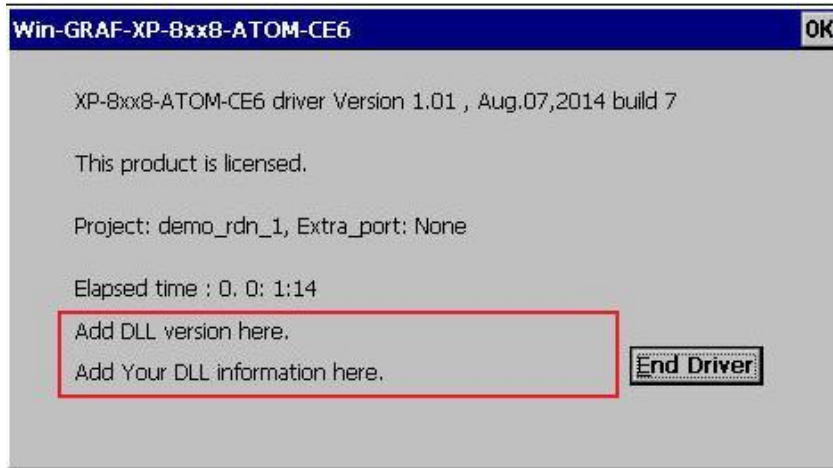 Win-GRAF-XP-8xx8-ATOM-CE6
OK
XP-8xx8-ATOM-CE6 driver Version 1.01 , Aug.07,2014 build 7
This product is licensed.
Project: demo_rdn_1, Extra_port: None
Elapsed time : 0. 0: 1:14
Add DLL version here.
Add Your DLL information here.
End Driver